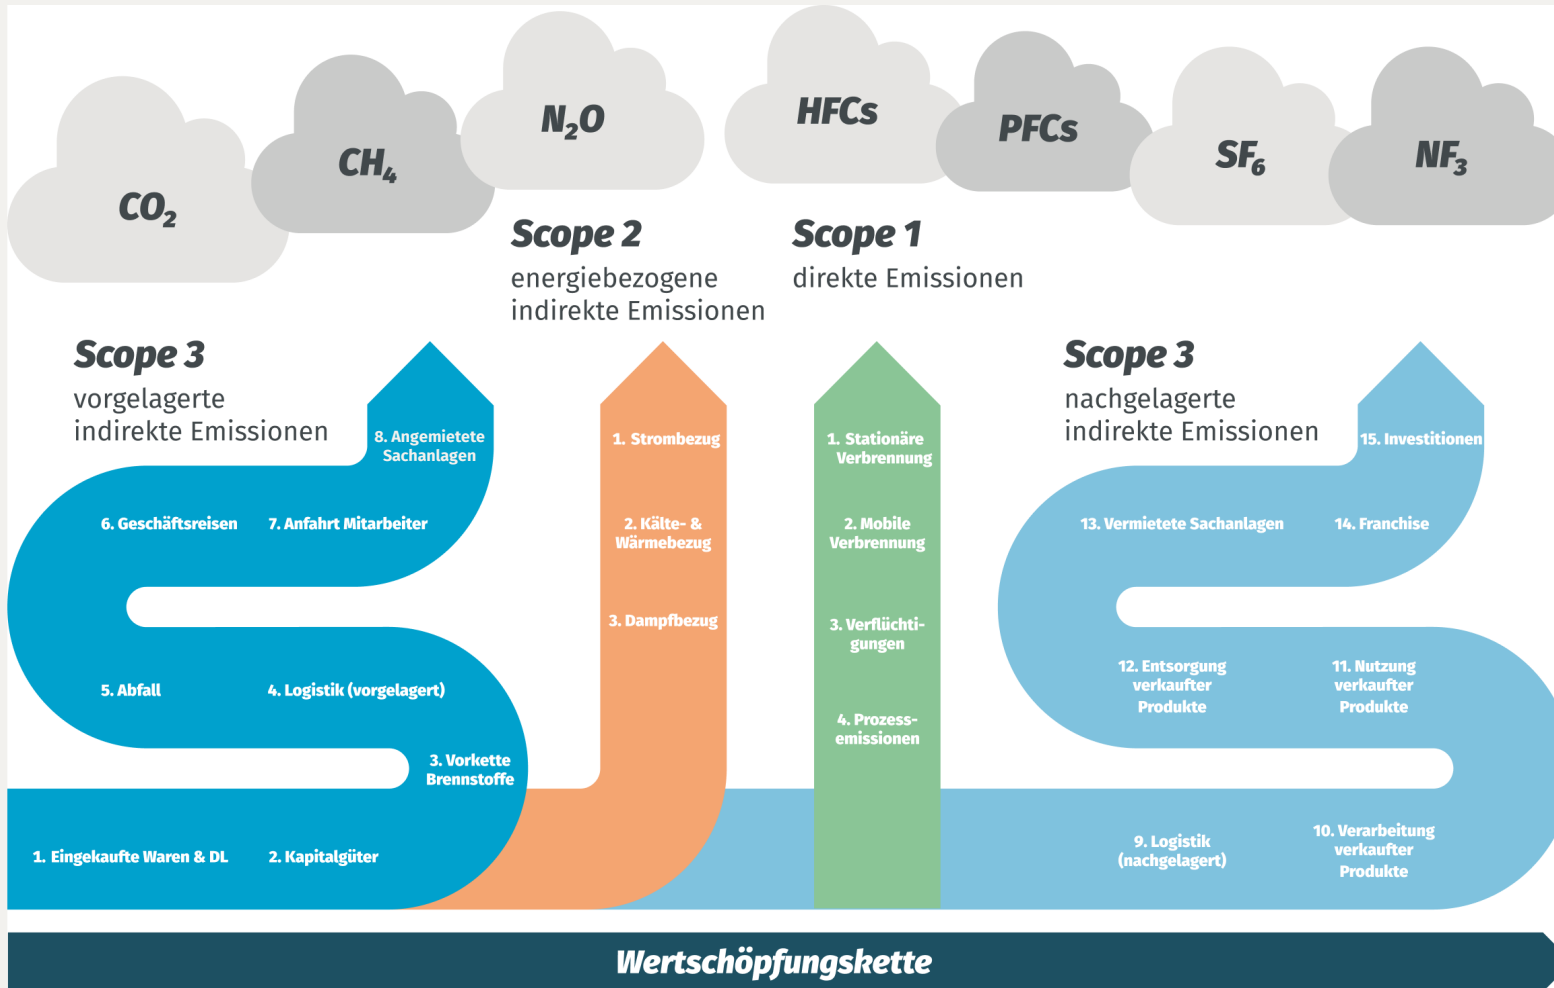 CO₂
CH₄
N₂O
HFCs
PFCs
SF₆
NF₃
Scope 3
vorgelagerte
indirekte Emissionen
8. Angemietete
Sachanlagen
6. Geschäftsreisen
7. Anfahrt Mitarbeiter
5. Abfall
4. Logistik (vorgelagert)
3. Vorkette
Brennstoffe
1. Eingekaufte Waren & DL
2. Kapitalgüter
Scope 2
energiebezogene
indirekte Emissionen
1. Strombezug
2. Kälte- &
Wärmebezug
3. Dampfbezug
Scope 1
direkte Emissionen
1. Stationäre
Verbrennung
2. Mobile
Verbrennung
3. Verflüchti-
gungen
4. Prozess-
emissionen
Scope 3
nachgelagerte
indirekte Emissionen
15. Investitionen
13. Vermietete Sachanlagen
14. Franchise
12. Entsorgung
verkaufter
Produkte
11. Nutzung
verkaufter
Produkte
9. Logistik
(nachgelagert)
10. Verarbeitung
verkaufter
Produkte
Wertschöpfungskette